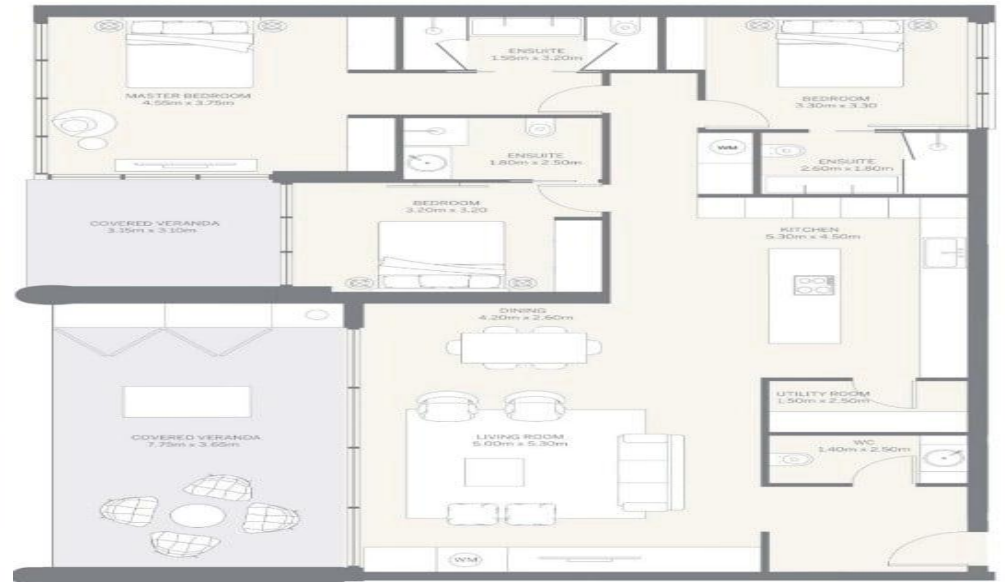 ENSUITE
1.55m x 3.20m
MASTER BEDROOM
4.55m x 3.75m
BEDROOM
3.30m x 3.30
WM
ENSUITE
1.80m x 2.50m
ENSUITE
2.60m x 1.80m
BEDROOM
3.20m x 3.20
COVERED VERANDA
3.15m x 3.10m
KITCHEN
5.30m x 4.50m
DINING
4.20m x 2.60m
UTILITY ROOM
1.50m x 2.50m
COVERED VERANDA
7.75m x 3.65m
LIVING ROOM
5.00m x 5.30m
WC
1.40m x 2.50m
WM